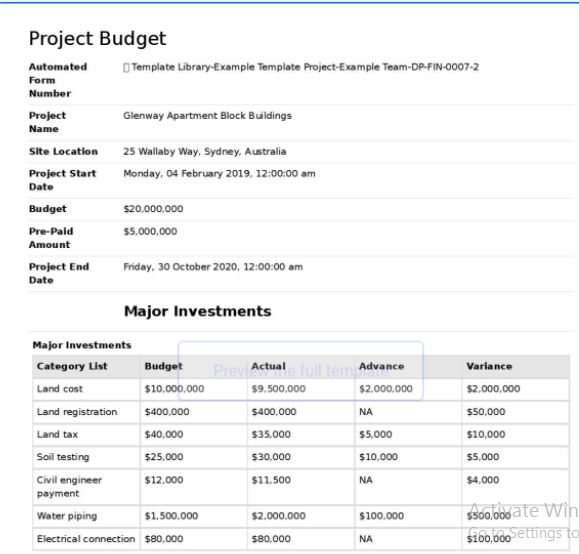 Project Budget
Automated Template Library-Example Template Project-Example Team-DP-FIN-0007-2
Form
Number
Project Glenway Apartment Block Buildings
Name
Site Location 25 Wallaby Way, Sydney, Australia
Project Start Monday, 04 February 2019, 12:00:00 am
Date
Budget $20,000,000
Pre-Paid $5,000,000
Amount
Project End Friday, 30 October 2020, 12:00:00 am
Date
Major Investments
Major Investments
Category List Budget Actual Advance Variance
Preview the full template
Land cost $10,000,000 $9,500,000 $2,000,000 $2,000,000
Land registration $400,000 $400,000 NA $50,000
Land tax $40,000 $35,000 $5,000 $10,000
Soil testing $25,000 $30,000 $10,000 $5,000
Civil engineer $12,000 $11,500 NA $4,000
payment
Activate Win
Water piping $1,500,000 $2,000,000 $100,000 $500,000
Go to Settings to
Electrical connection $80,000 $80,000 NA $100,000